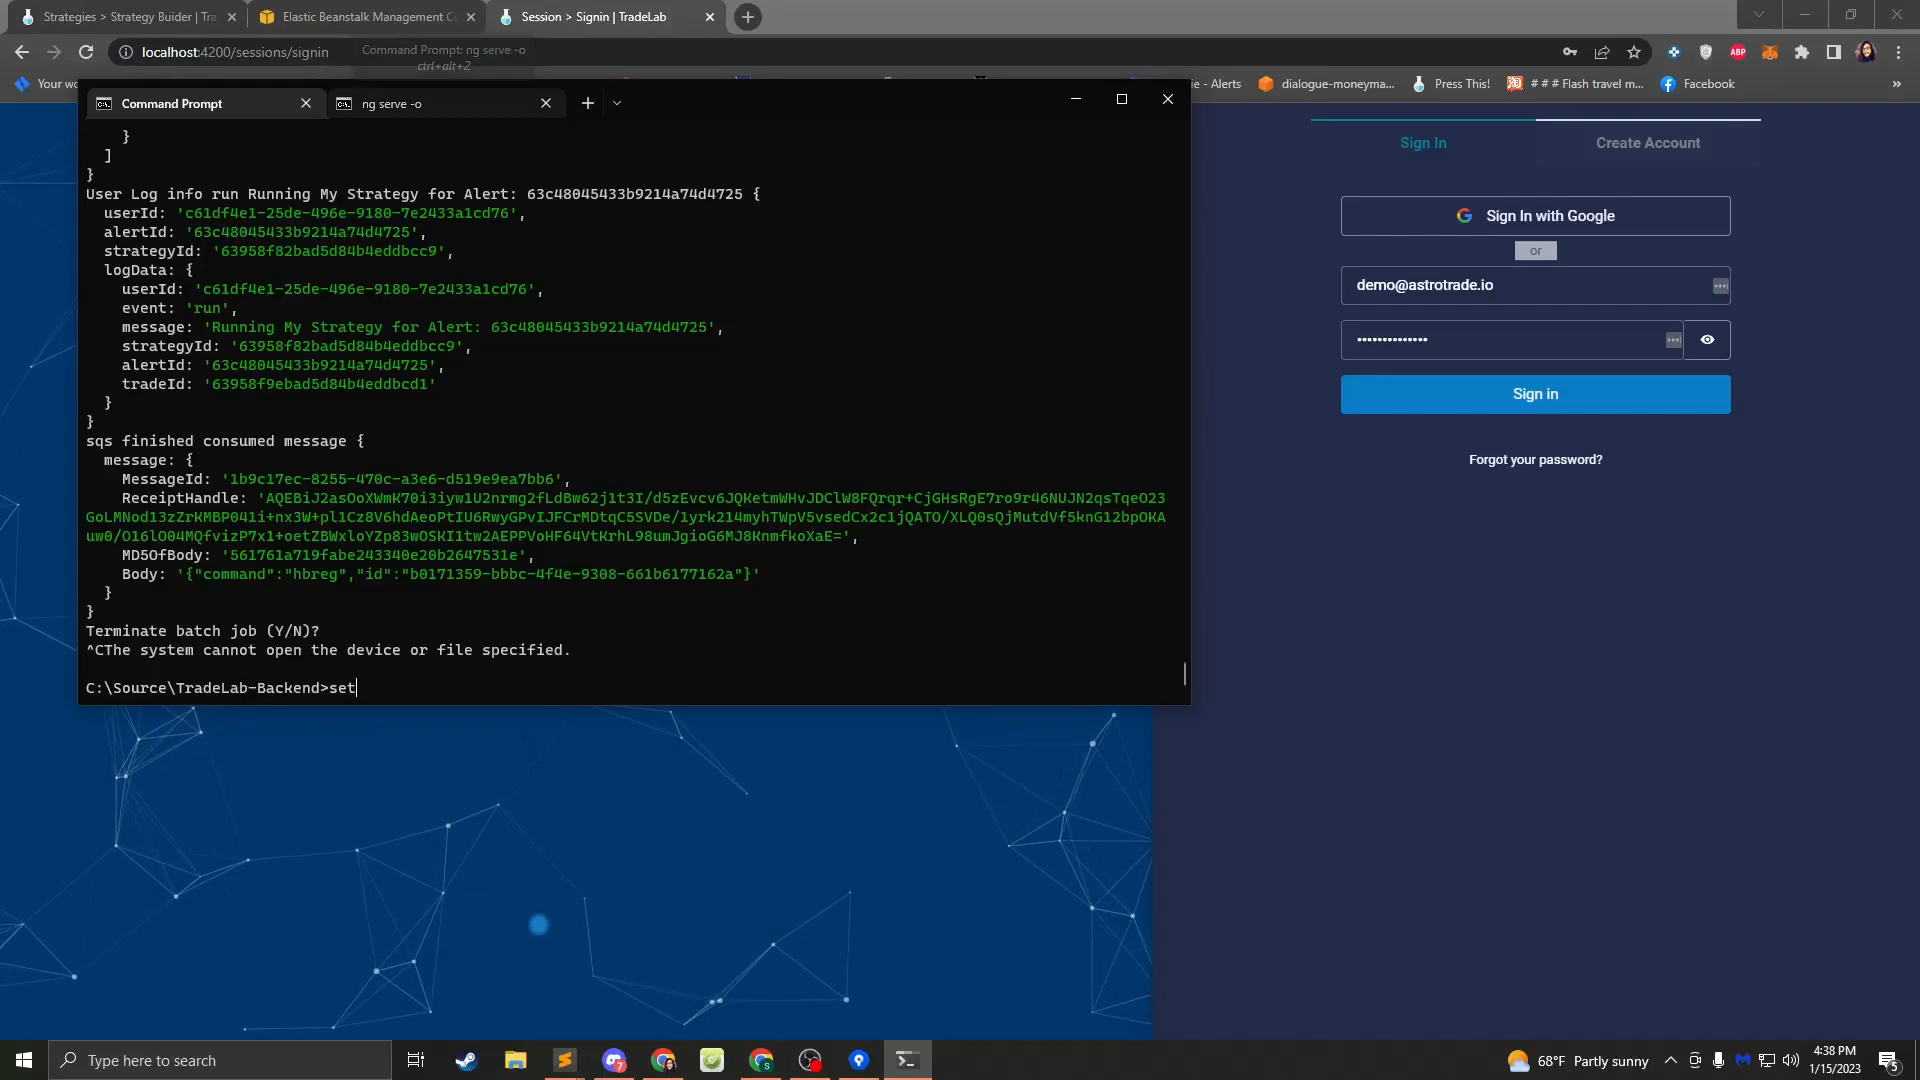 Strategies > Strategy Buider | Tra
Elastic Beanstalk Management C
Session > Signin | TradeLab
localhost:4200/sessions/signin
Command Prompt: ng serve -o
ctrl+alt+2
ABP
Your wo
ie - Alerts
dialogue-moneyma...
Press This!
# # # Flash travel m...
Facebook
»
Command Prompt
ng serve -o
}
]
}
User Log info run Running My Strategy for Alert: 63c48045433b9214a74d4725 {
userId: 'c61df4e1-25de-496e-9180-7e2433a1cd76',
alertId: '63c48045433b9214a74d4725',
strategyId: '63958f82bad5d84b4eddbcc9',
logData: {
userId: 'c61df4e1-25de-496e-9180-7e2433a1cd76',
event: 'run',
message: 'Running My Strategy for Alert: 63c48045433b9214a74d4725',
strategyId: '63958f82bad5d84b4eddbcc9',
alertId: '63c48045433b9214a74d4725',
tradeId: '63958f9ebad5d84b4eddbcd1'
}
}
sqs finished consumed message {
message: {
MessageId: '1b9c17ec-8255-470c-a3e6-d519e9ea7bb6',
ReceiptHandle: 'AQEBiJ2asOoXWmK70i3iyw1U2nrmg2fLdBw62j1t3I/d5zEvcv6JQKetmWHvJDClW8FQrqr+CjGHsRgE7ro9r46NUJN2qsTqeO23
GoLMNod13zZrKMBP041i+nx3W+pl1Cz8V6hdAeoPtIU6RwyGPvIJFCrMDtqC5SVDe/1yrk214myhTWpV5vsedCx2c1jQATO/XLQ0sQjMutdVf5knG12bpOKA
uw0/O16lO04MQfvizP7x1+oetZBWxloYZp83wOSKI1tw2AEPPVoHF64VtKrhL98umJgioG6MJ8KnmfkoXaE=',
MD5OfBody: '561761a719fabe243340e20b2647531e',
Body: '{"command":"hbreg","id":"b0171359-bbbc-4f4e-9308-661b6177162a"}'
}
}
Terminate batch job (Y/N)?
^CThe system cannot open the device or file specified.
C:\Source\TradeLab-Backend>set
Sign In
Create Account
Sign In with Google
or
demo@astrotrade.io
••••••••••••••
Sign in
Forgot your password?
Type here to search
7
68°F Partly sunny
4:38 PM
1/15/2023
5